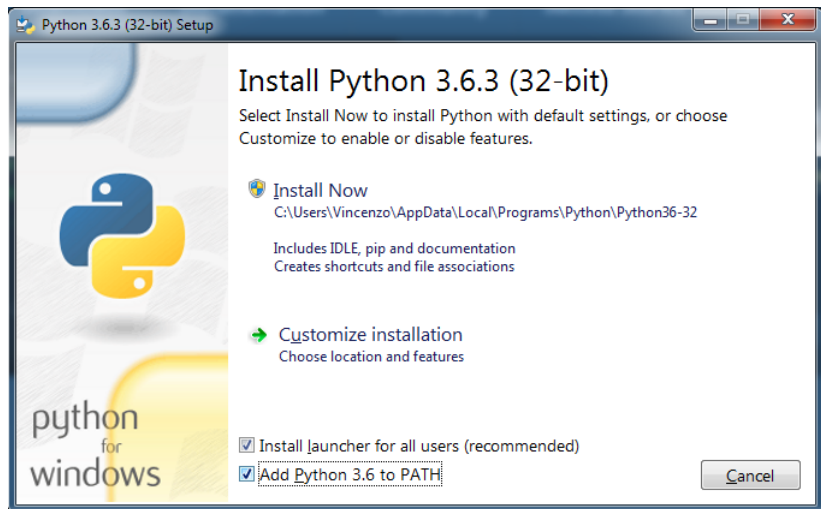 Python 3.6.3 (32-bit) Setup
Install Python 3.6.3 (32-bit)
Select Install Now to install Python with default settings, or choose
Customize to enable or disable features.
Install Now
C:\Users\Vincenzo\AppData\Local\Programs\Python\Python36-32
Includes IDLE, pip and documentation
Creates shortcuts and file associations
Customize installation
Choose location and features
python
for
windows
Install launcher for all users (recommended)
Add Python 3.6 to PATH
Cancel